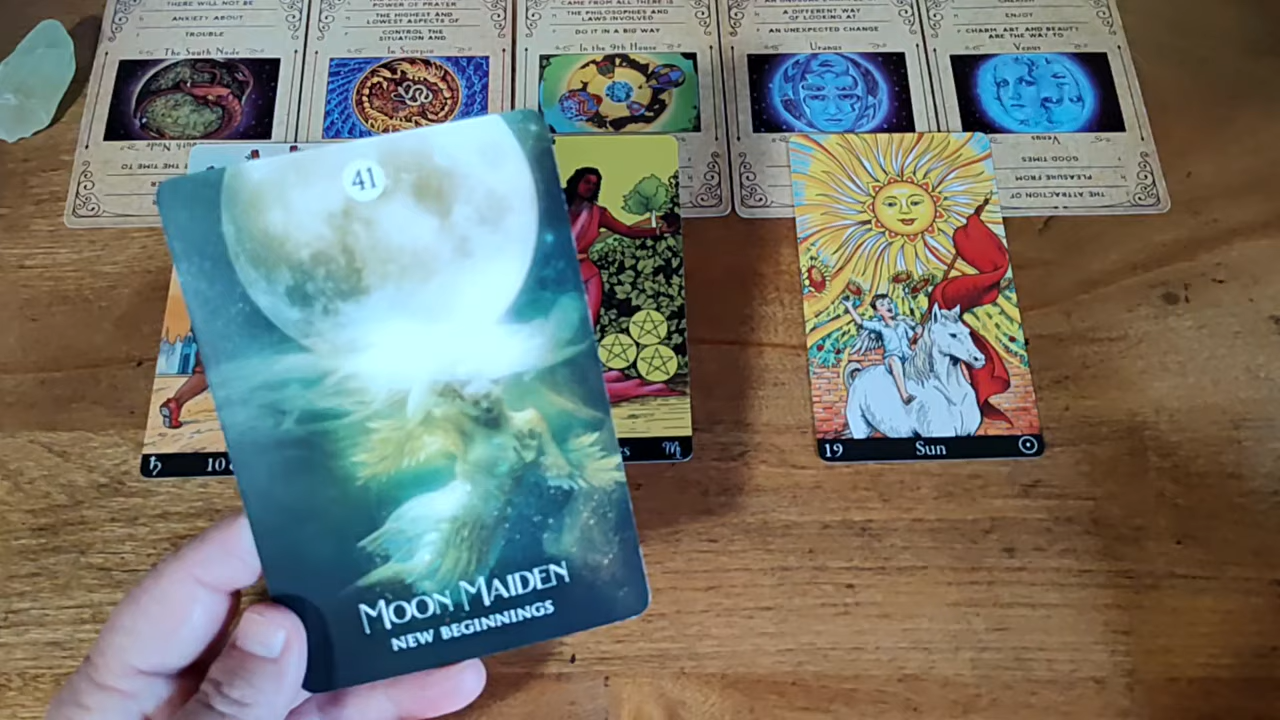 THERE WILL NOT BE
ANXIETY ABOUT
TROUBLE
The South Node
South Node
POWER OF PRAYER
THE HIGHEST AND
LOWEST ASPECTS OF
CONTROL THE
SITUATION AND
In Scorpio
CAME FROM ALL THERE IS
THE PHILOSOPHIES AND
LAWS INVOLVED
DO IT IN A BIG WAY
In the 9th House
A DIFFERENT WAY
OF LOOKING AT
AN UNEXPECTED CHANGE
Uranus
ENJOY
CHARM, ART AND BEAUTY
ARE THE WAY TO
Venus
Venus
GOOD TIMES
PLEASURE FROM
THE ATTRACTION OF
41
MOON MAIDEN
NEW BEGINNINGS
10
19 Sun